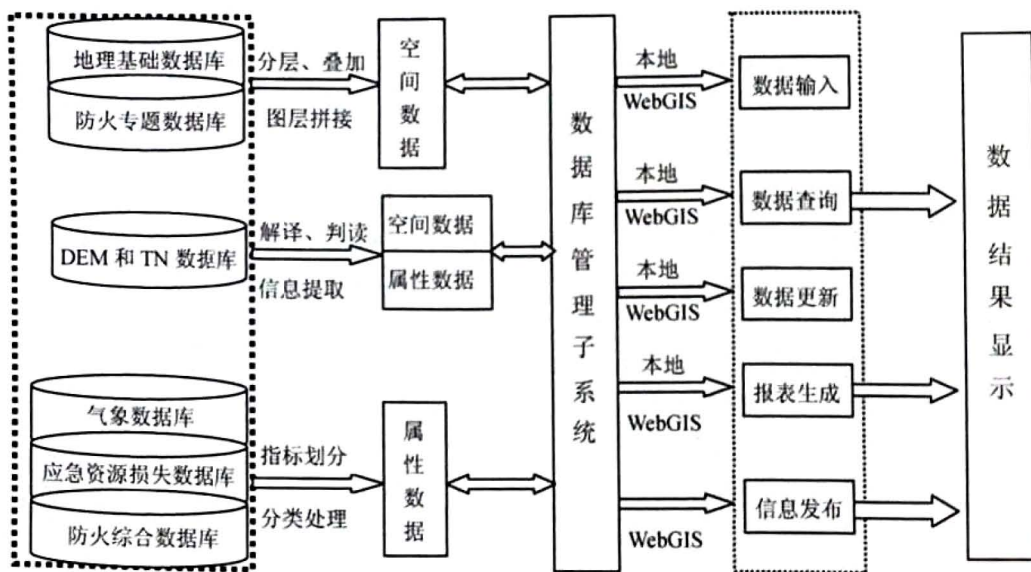 地理基础数据库
防火专题数据库
DEM 和 TN 数据库
气象数据库
应急资源损失数据库
防火综合数据库
分层、叠加
图层拼接
解译、判读
信息提取
指标划分
分类处理
空间数据
空间数据
属性数据
属性数据
数据库管理子系统
本地
WebGIS
本地
WebGIS
本地
WebGIS
本地
WebGIS
WebGIS
数据输入
数据查询
数据更新
报表生成
信息发布
数据结果显示